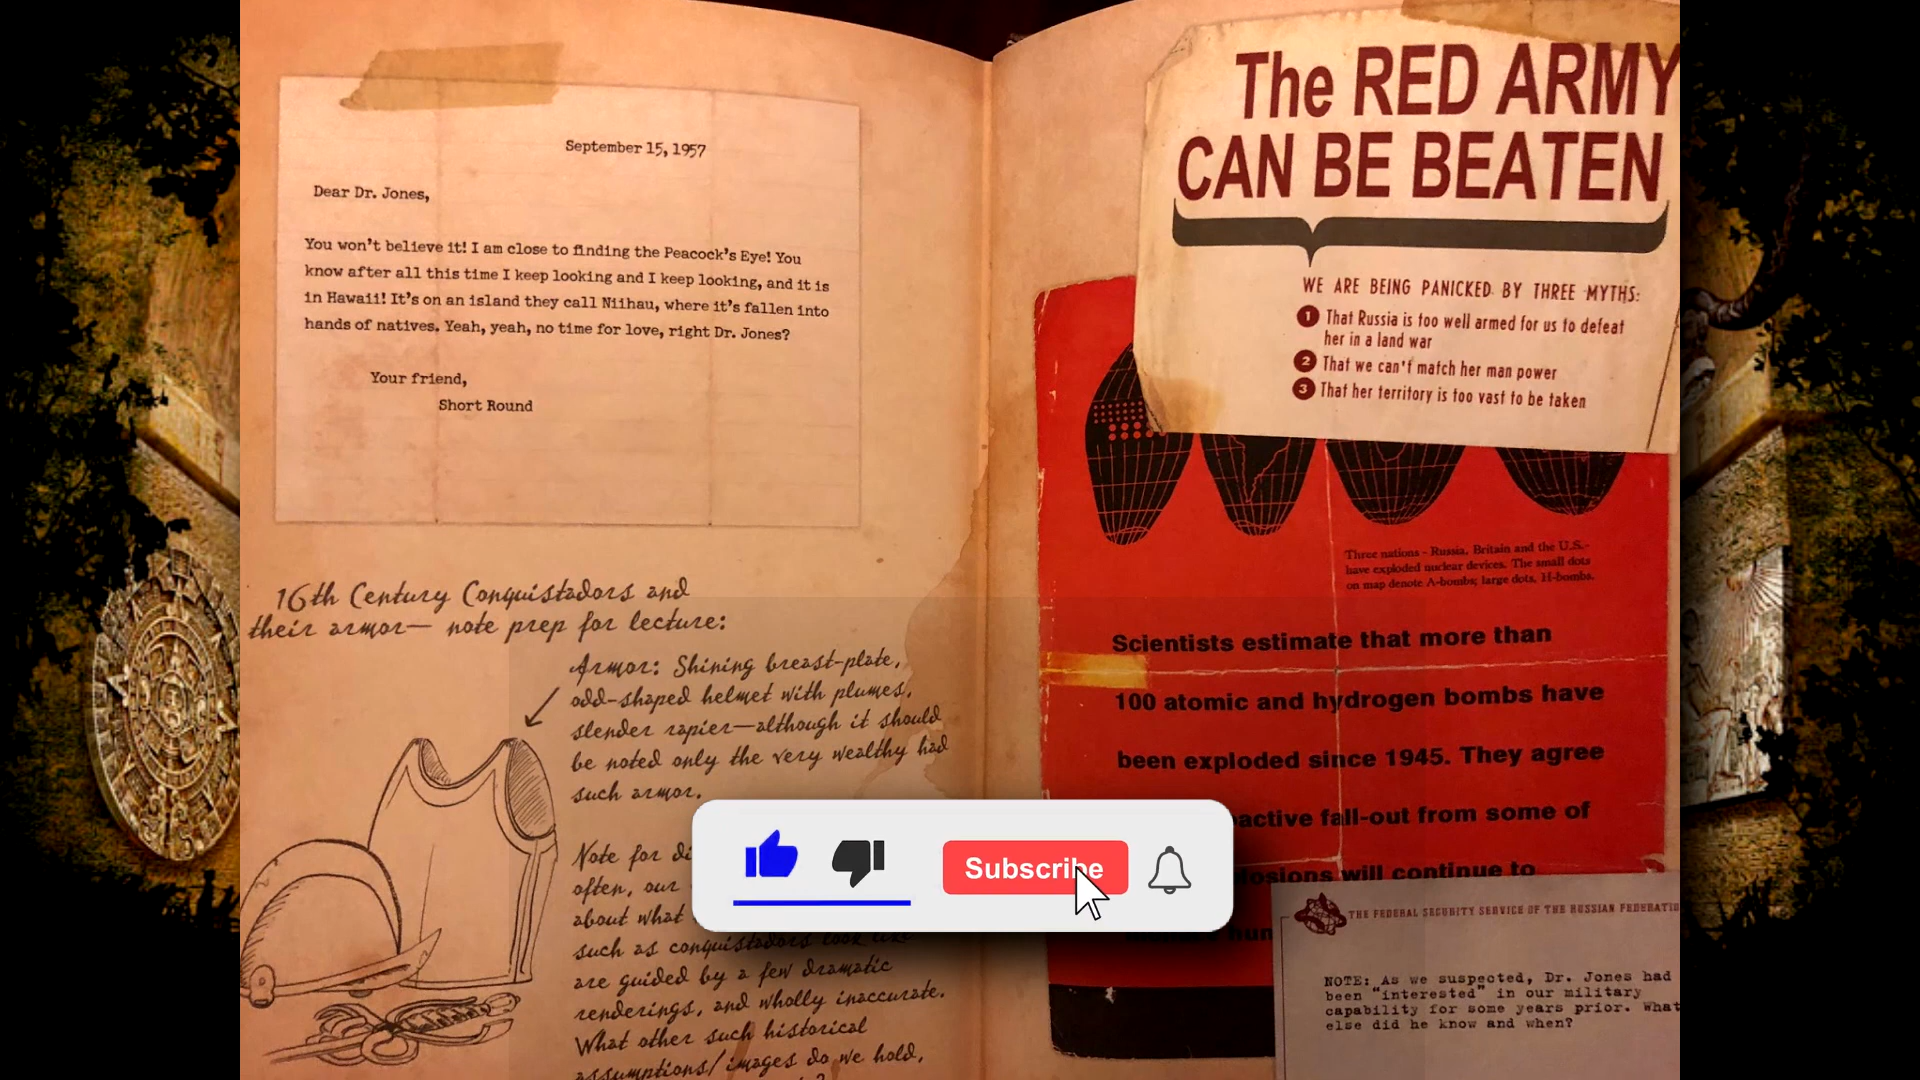 September 15, 1957
Dear Dr. Jones,
You won't believe it! I am close to finding the Peacock's Eye! You
know after all this time I keep looking and I keep looking, and it is
in Hawaii! It's on an island they call Niihau, where it's fallen into
hands of natives. Yeah, yeah, no time for love, right Dr. Jones?
Your friend,
Short Round
16th Century Conquistadors and
their armor— note prep for lecture:
Armor: Shining breast-plate,
odd-shaped helmet with plumes,
slender rapier—although it should
be noted only the very wealthy had
such armor.
Note for di
often, our
about what
such as conquistadors look like
are guided by a few dramatic
renderings, and wholly inaccurate.
What other such historical
assumptions/images do we hold,
The RED ARMY
CAN BE BEATEN
WE ARE BEING PANICKED BY THREE MYTHS:
1 That Russia is too well armed for us to defeat
her in a land war
2 That we can't match her man power
3 That her territory is too vast to be taken
Three nations - Russia, Britain and the U.S.-
have exploded nuclear devices. The small dots
on map denote A-bombs; large dots, H-bombs.
Scientists estimate that more than
100 atomic and hydrogen bombs have
been exploded since 1945. They agree
active fall-out from some of
losions will continue to
hun
THE FEDERAL SECURITY SERVICE OF THE RUSSIAN FEDERATIO
NOTE: As we suspected, Dr. Jones had
been "interested" in our military
capability for some years prior. What
else did he know and when?
Subscribe